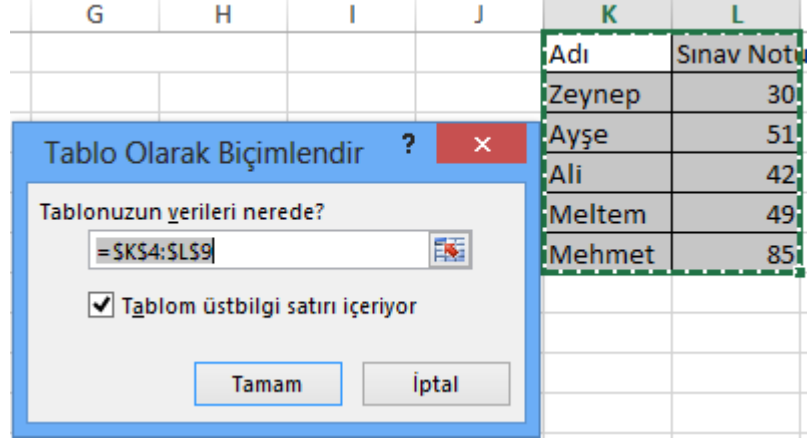 G H I J K L
Adı Sınav Notu
Zeynep 30
Ayşe 51
Ali 42
Meltem 49
Mehmet 85
Tablo Olarak Biçimlendir ? ×
Tablonuzun verileri nerede?
=$K$4:$L$9
Tablom üstbilgi satırı içeriyor
Tamam İptal